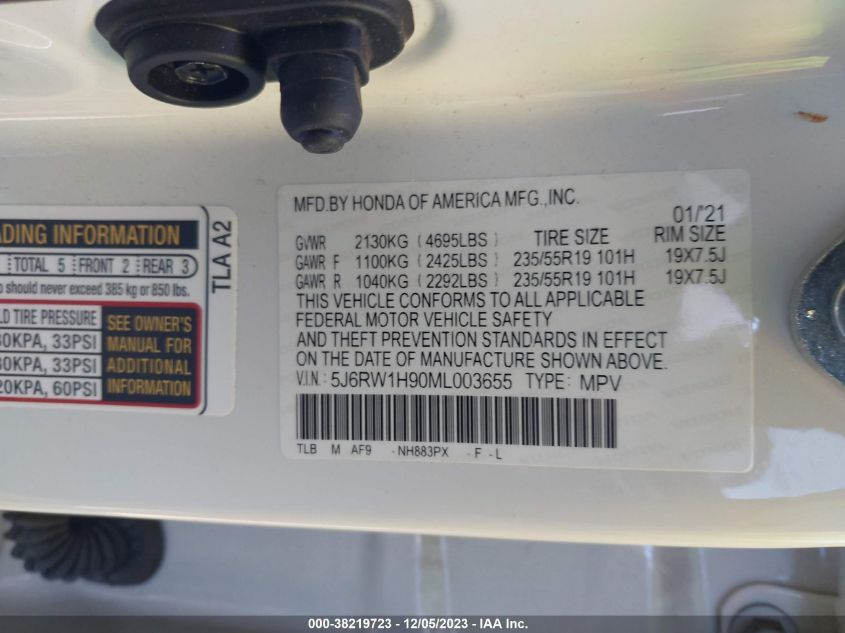 MFD.BY HONDA OF AMERICA MFG.,INC.
01/'21
GVWR 2130KG (4695LBS) TIRE SIZE RIM SIZE
GAWR F 1100KG (2425LBS) 235/55R19 101H 19X7.5J
GAWR R 1040KG (2292LBS) 235/55R19 101H 19X7.5J
THIS VEHICLE CONFORMS TO ALL APPLICABLE
FEDERAL MOTOR VEHICLE SAFETY
AND THEFT PREVENTION STANDARDS IN EFFECT
ON THE DATE OF MANUFACTURE SHOWN ABOVE.
V.I.N.: 5J6RW1H90ML003655 TYPE: MPV
TLB M AF9 -NH883PX -F -L
INFORMATION
TOTAL 5 FRONT 2 REAR 3
should never exceed 385 kg or 850 lbs.
TIRE PRESSURE
33PSI
33PSI
60PSI
SEE OWNER'S
MANUAL FOR
ADDITIONAL
INFORMATION
TLA A2
000-38219723 - 12/05/2023 - IAA Inc.